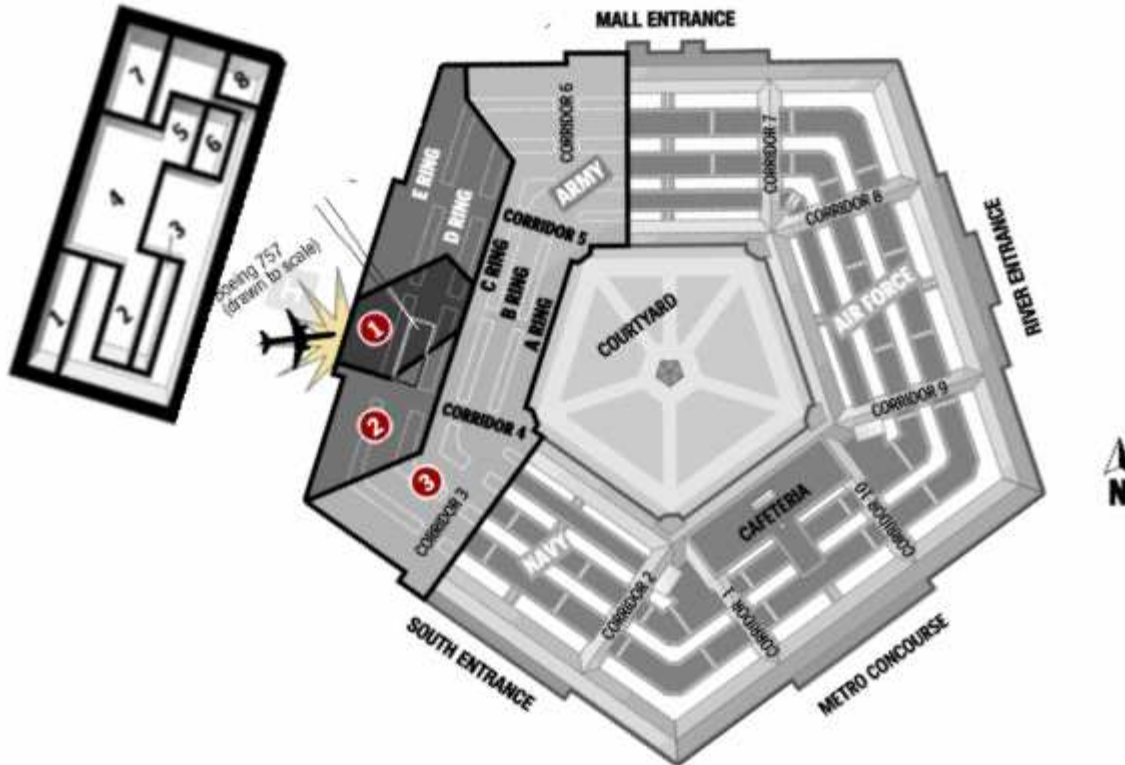 MALL ENTRANCE
7
8
5
6
4
3
1
2
CORRIDOR 6
CORRIDOR 7
E RING
D RING
ARMY
CORRIDOR 5
CORRIDOR 8
RIVER ENTRANCE
C RING
B RING
A RING
COURTYARD
AIR FORCE
Boeing 757
(drawn to scale)
1
2
3
CORRIDOR 4
CORRIDOR 9
CORRIDOR 3
NAVY
CAFETERIA
CORRIDOR 10
CORRIDOR 2
CORRIDOR 1
SOUTH ENTRANCE
METRO CONCOURSE
N